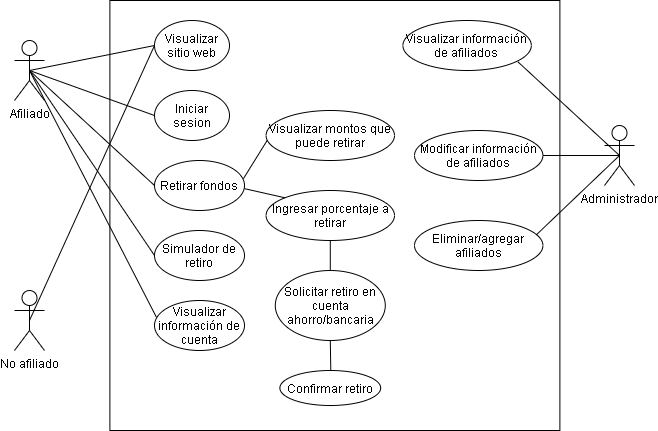 Visualizar
sitio web
Visualizar información
de afiliados
Afiliado
Iniciar
sesion
Visualizar montos que
puede retirar
Modificar información
de afiliados
Retirar fondos
Administrador
Ingresar porcentaje a
retirar
Simulador de
retiro
Eliminar/agregar
afiliados
Visualizar
información de
cuenta
Solicitar retiro en
cuenta
ahorro/bancaria
No afiliado
Confirmar retiro